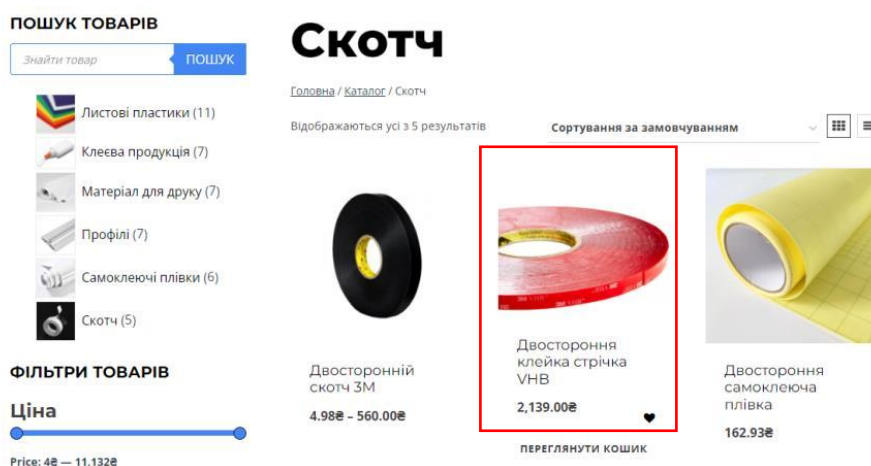 ПОШУК ТОВАРІВ
Знайти товар
ПОШУК
Листові пластики (11)
Клеєва продукція (7)
Матеріал для друку (7)
Профілі (7)
Самоклеючі плівки (6)
Скотч (5)
ФІЛЬТРИ ТОВАРІВ
Ціна
Price: 4₴ — 11,132₴
Скотч
Головна / Каталог / Скотч
Відображаються усі з 5 результатів
Сортування за замовчуванням
Двосторонній
скотч 3М
4.98₴ – 560.00₴
Двостороння
клейка стрічка
VHB
2,139.00₴
ПЕРЕГЛЯНУТИ КОШИК
Двостороння
самоклеюча
плівка
162.93₴